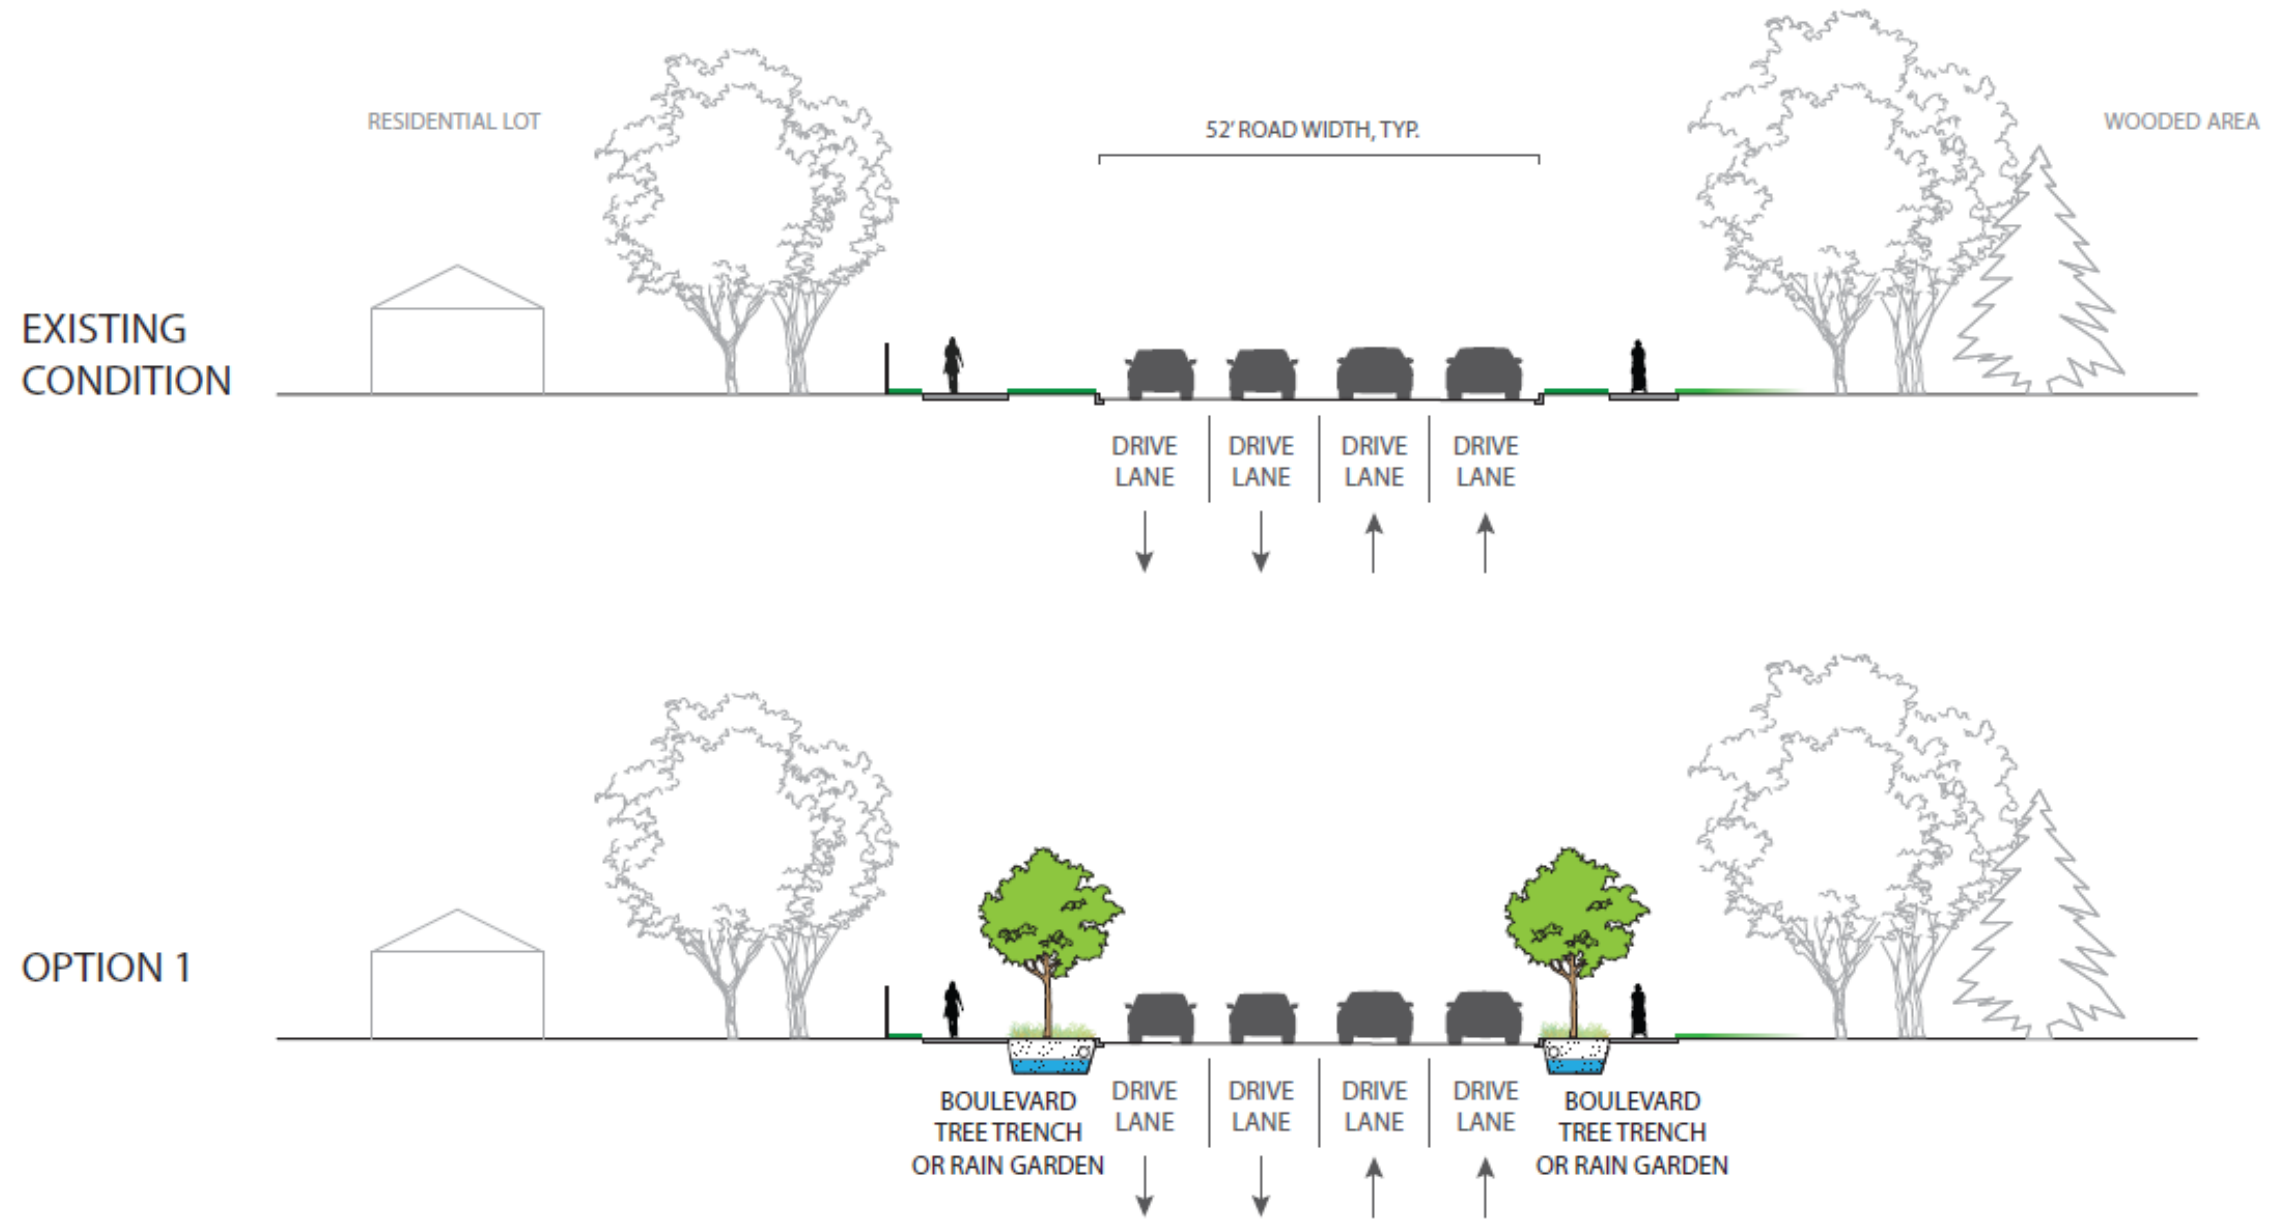 RESIDENTIAL LOT
52' ROAD WIDTH, TYP.
WOODED AREA
EXISTING
CONDITION
DRIVE
LANE
DRIVE
LANE
DRIVE
LANE
DRIVE
LANE
OPTION 1
BOULEVARD
TREE TRENCH
OR RAIN GARDEN
DRIVE
LANE
DRIVE
LANE
DRIVE
LANE
DRIVE
LANE
BOULEVARD
TREE TRENCH
OR RAIN GARDEN